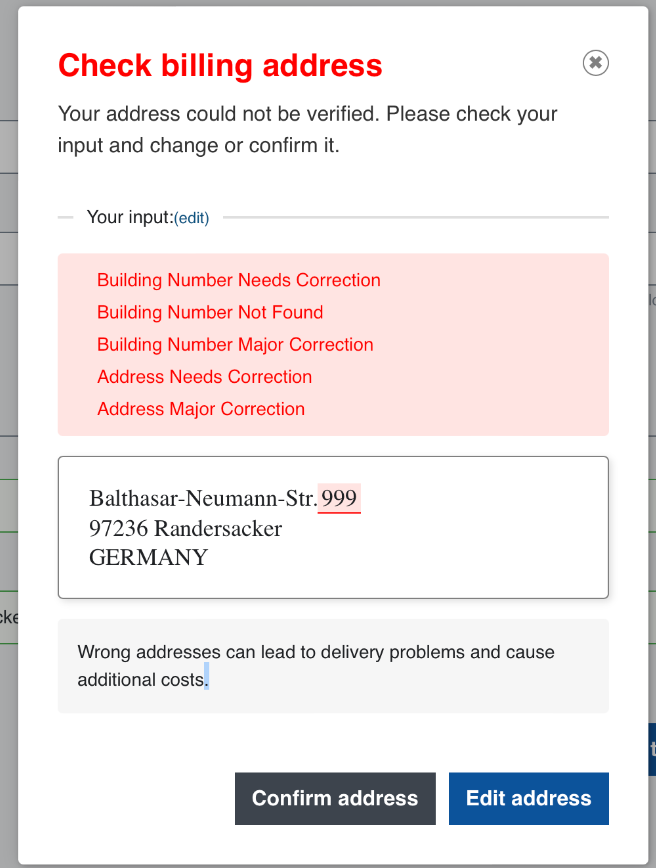 Check billing address
Your address could not be verified. Please check your
input and change or confirm it.
Your input:(edit)
Building Number Needs Correction
Building Number Not Found
Building Number Major Correction
Address Needs Correction
Address Major Correction
Balthasar-Neumann-Str. 999
97236 Randersacker
GERMANY
Wrong addresses can lead to delivery problems and cause
additional costs.
Confirm address
Edit address